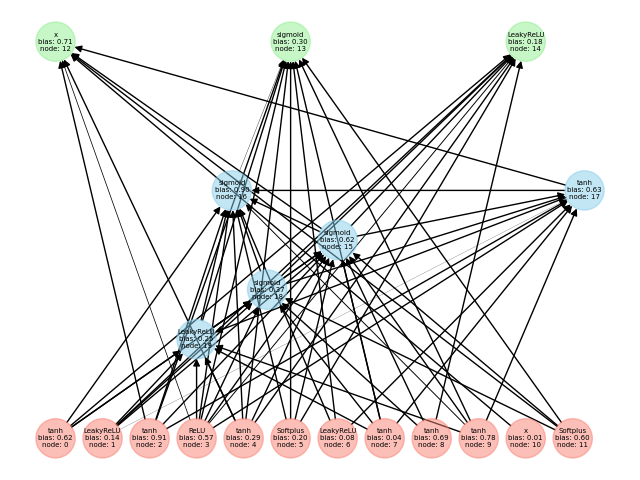 x
bias: 0.71
node: 12
sigmoid
bias: 0.30
node: 13
LeakyReLU
bias: 0.18
node: 14
sigmoid
node: 16
tanh
bias: 0.63
node: 17
sigmoid
bias: 0.62
node: 15
sigmoid
bias: 0.37
node: 18
LeakyReLU
bias: 0.25
node: 19
tanh
bias: 0.62
node: 0
LeakyReLU
bias: 0.14
node: 1
tanh
bias: 0.91
node: 2
ReLU
bias: 0.57
node: 3
tanh
bias: 0.29
node: 4
Softplus
bias: 0.20
node: 5
LeakyReLU
bias: 0.08
node: 6
tanh
bias: 0.04
node: 7
tanh
bias: 0.69
node: 8
tanh
bias: 0.78
node: 9
x
bias: 0.01
node: 10
Softplus
bias: 0.60
node: 11